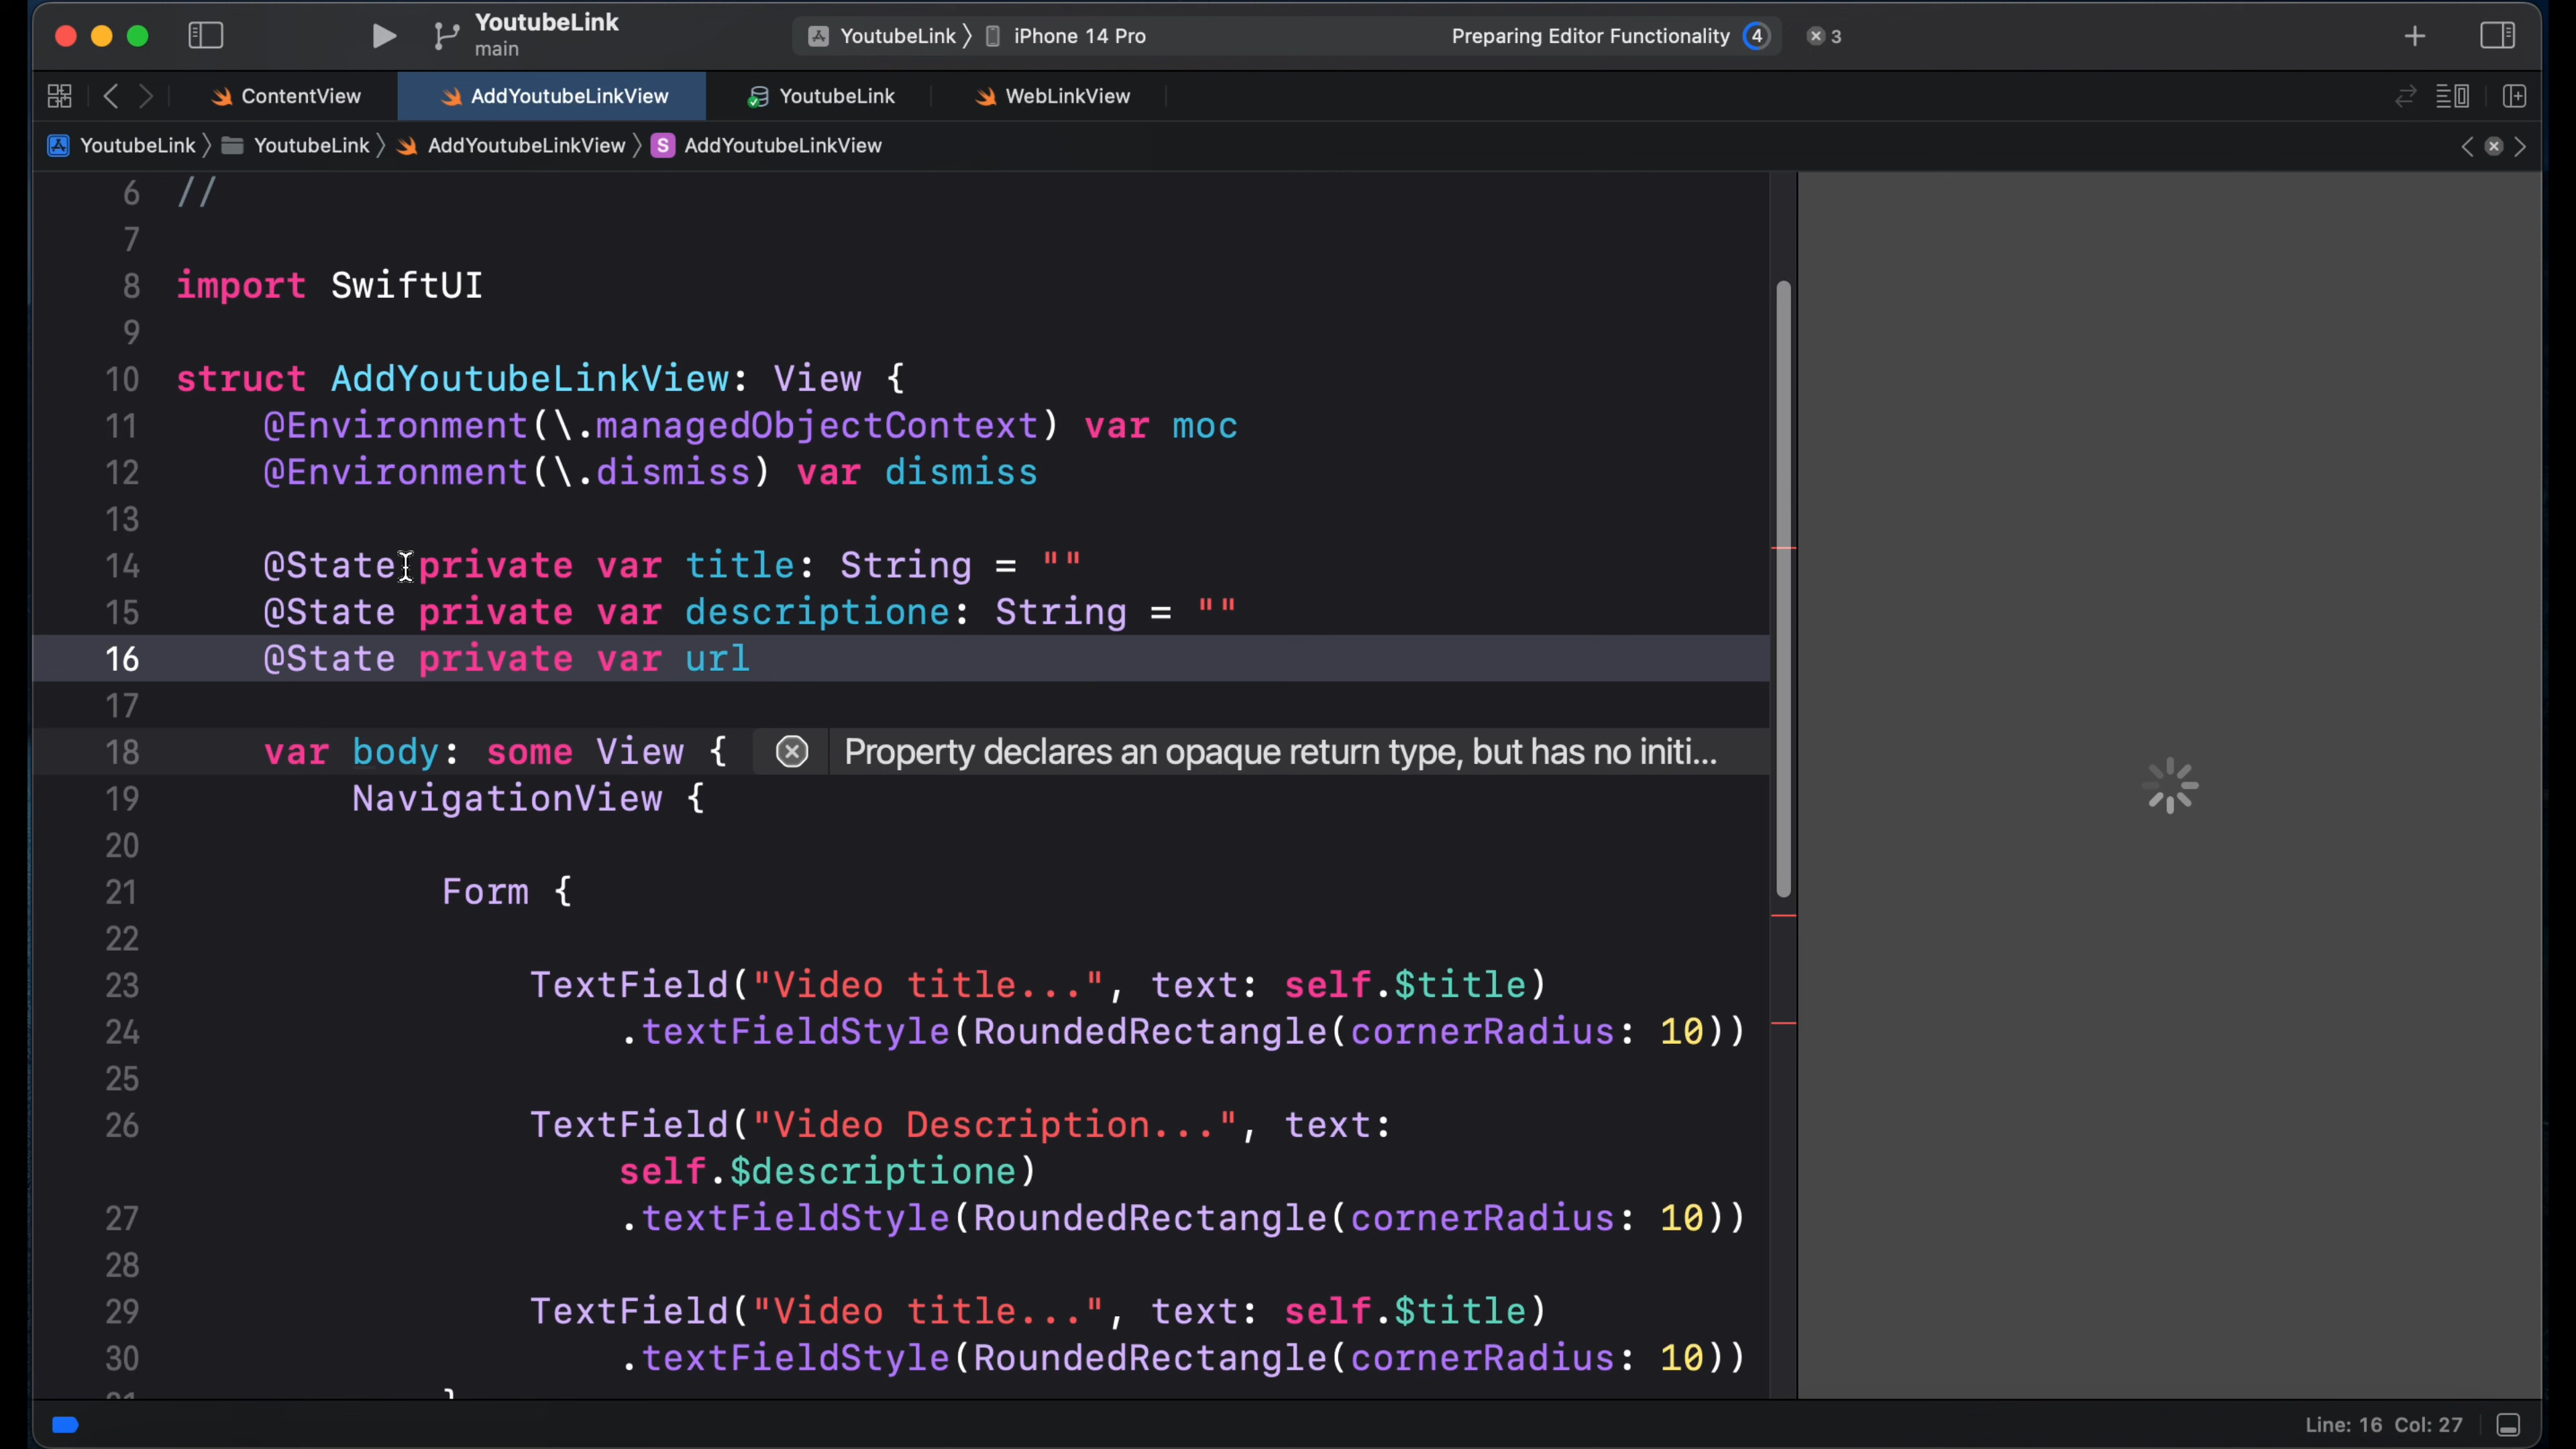 YoutubeLink
main
YoutubeLink 〉 iPhone 14 Pro
Preparing Editor Functionality 4
3
ContentView
AddYoutubeLinkView
YoutubeLink
WebLinkView
YoutubeLink 〉 YoutubeLink 〉 AddYoutubeLinkView 〉 S AddYoutubeLinkView
6 //
7
8 import SwiftUI
9
10 struct AddYoutubeLinkView: View {
11 @Environment(\.managedObjectContext) var moc
12 @Environment(\.dismiss) var dismiss
13
14 @State private var title: String = ""
15 @State private var descriptione: String = ""
16 @State private var url
17
18 var body: some View { Property declares an opaque return type, but has no initi...
19 NavigationView {
20
21 Form {
22
23 TextField("Video title...", text: self.$title)
24 .textFieldStyle(RoundedRectangle(cornerRadius: 10))
25
26 TextField("Video Description...", text:
self.$descriptione)
27 .textFieldStyle(RoundedRectangle(cornerRadius: 10))
28
29 TextField("Video title...", text: self.$title)
30 .textFieldStyle(RoundedRectangle(cornerRadius: 10))
Line: 16 Col: 27